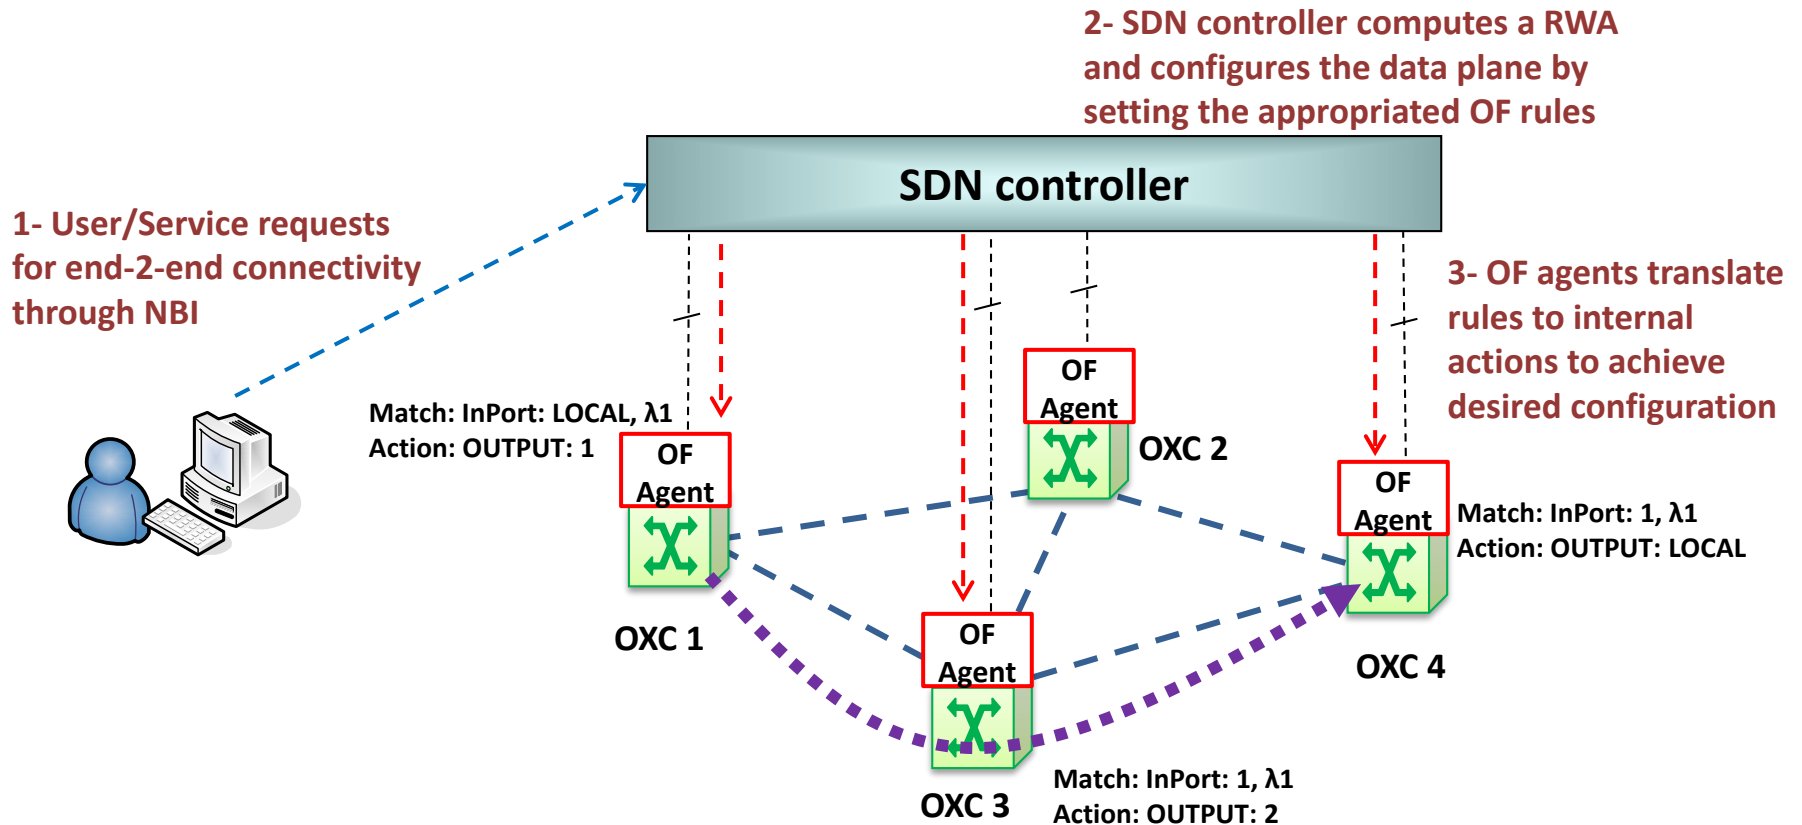 2- SDN controller computes a RWA
and configures the data plane by
setting the appropriated OF rules
SDN controller
1- User/Service requests
for end-2-end connectivity
through NBI
3- OF agents translate
rules to internal
actions to achieve
desired configuration
OF
Agent
OXC 2
Match: InPort: LOCAL, λ1
Action: OUTPUT: 1
OF
Agent
OXC 1
OF
Agent
Match: InPort: 1, λ1
Action: OUTPUT: LOCAL
OXC 4
OF
Agent
OXC 3
Match: InPort: 1, λ1
Action: OUTPUT: 2